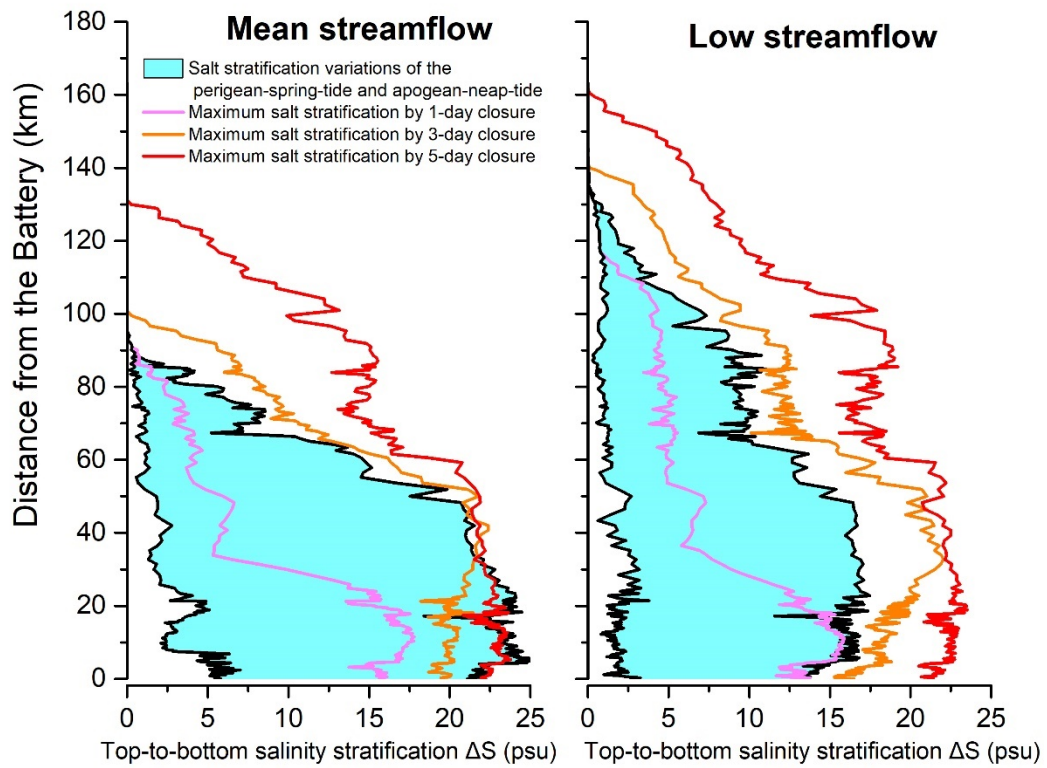 Mean streamflow
Low streamflow
Salt stratification variations of the
perigean-spring-tide and apogean-neap-tide
Maximum salt stratification by 1-day closure
Maximum salt stratification by 3-day closure
Maximum salt stratification by 5-day closure
Distance from the Battery (km)
180
160
140
120
100
80
60
40
20
0
0 5 10 15 20 25
0 5 10 15 20 25
Top-to-bottom salinity stratification ΔS (psu)
Top-to-bottom salinity stratification ΔS (psu)